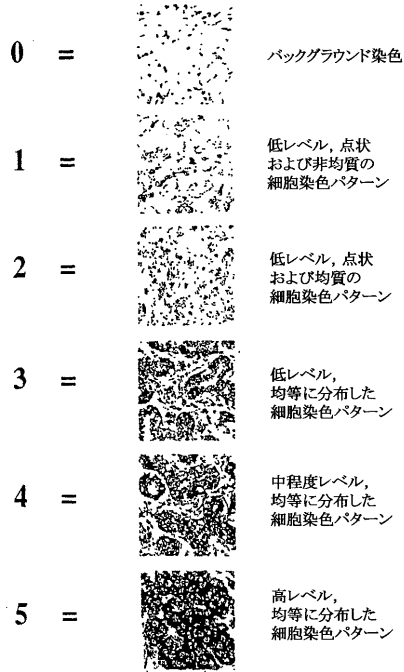 0 = バックグラウンド染色
1 = 低レベル, 点状
および非均質の
細胞染色パターン
2 = 低レベル, 点状
および均質の
細胞染色パターン
3 = 低レベル,
均等に分布した
細胞染色パターン
4 = 中程度レベル,
均等に分布した
細胞染色パターン
5 = 高レベル,
均等に分布した
細胞染色パターン